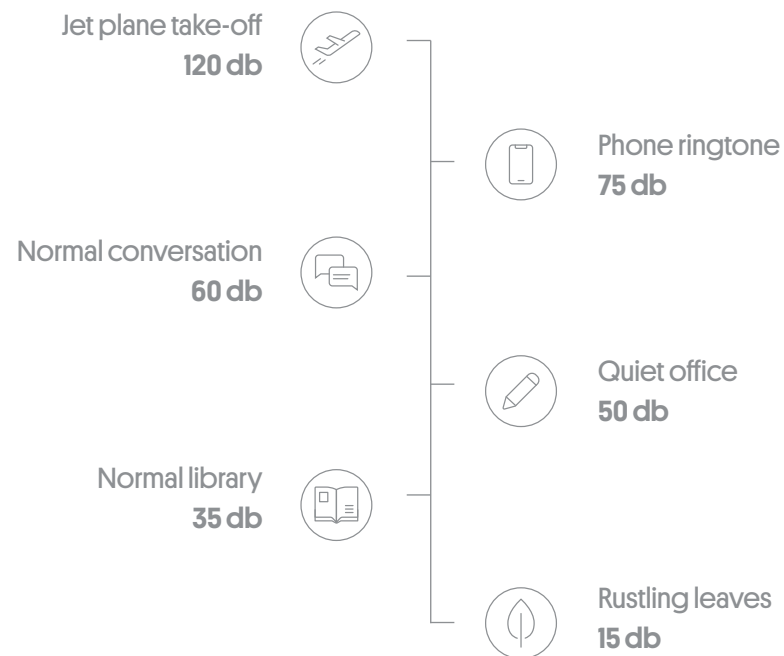 Jet plane take-off
120 db
Phone ringtone
75 db
Normal conversation
60 db
Quiet office
50 db
Normal library
35 db
Rustling leaves
15 db